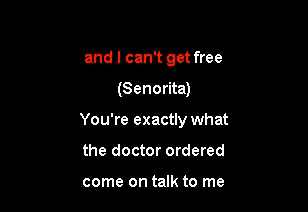 and I can't get free
(Senorita)
You're exactly what
the doctor ordered
come on talk to me